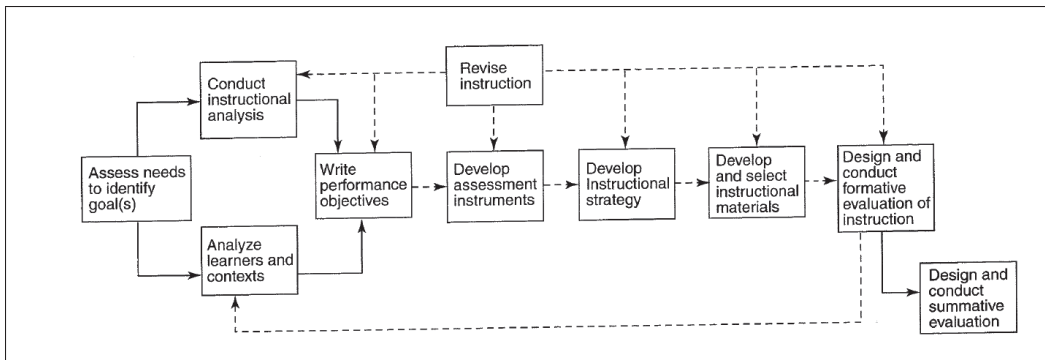 Assess needs
to identify
goal(s)
Conduct
instructional
analysis
Analyze
learners and
contexts
Write
performance
objectives
Revise
instruction
Develop
assessment
instruments
Develop
Instructional
strategy
Develop
and select
instructional
materials
Design and
conduct
formative
evaluation of
instruction
Design and
conduct
summative
evaluation